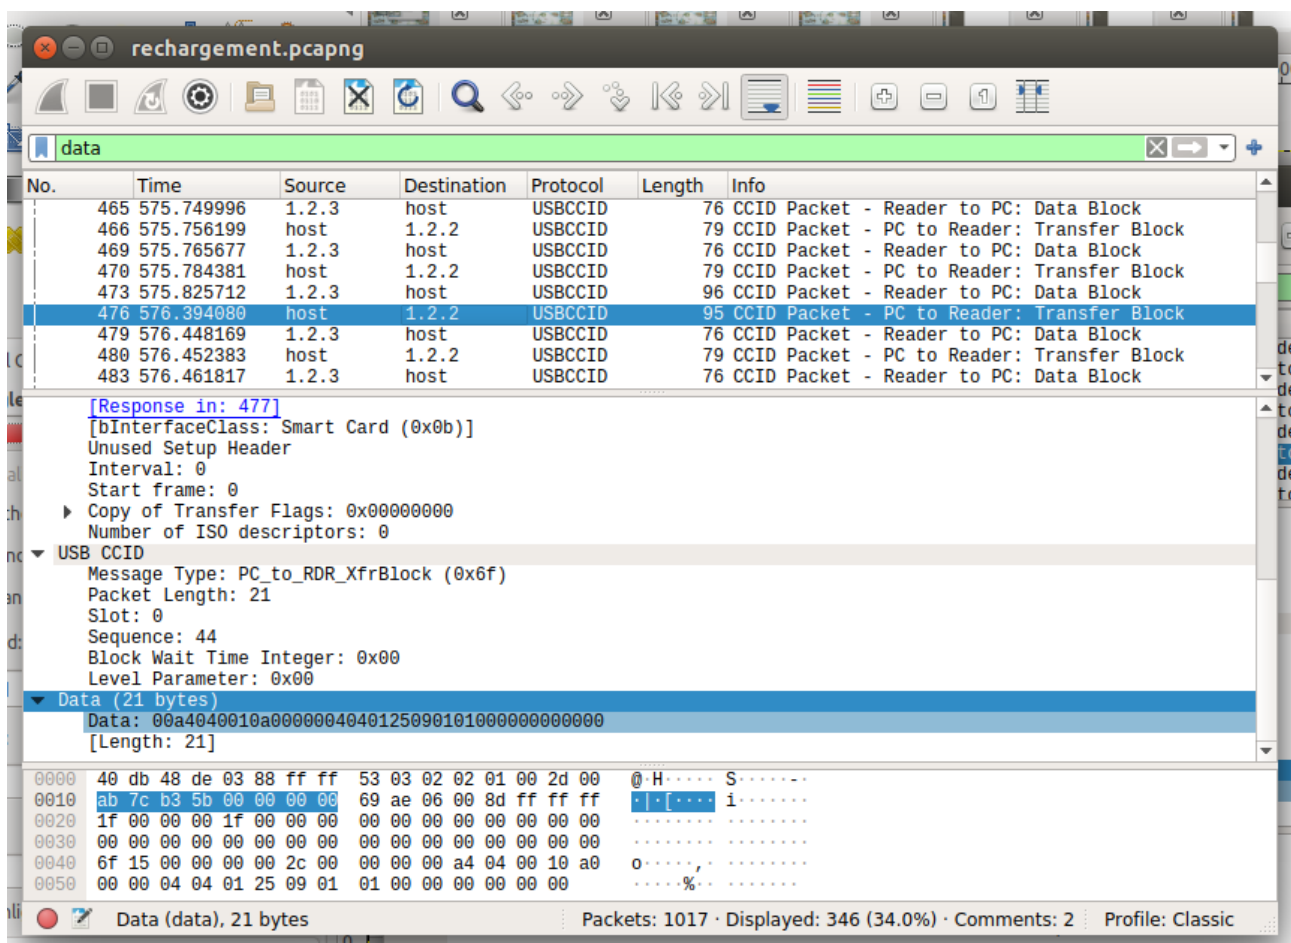 rechargement.pcapng
data
No. Time Source Destination Protocol Length Info
465 575.749996 1.2.3 host USBCCID 76 CCID Packet - Reader to PC: Data Block
466 575.756199 host 1.2.2 USBCCID 79 CCID Packet - PC to Reader: Transfer Block
469 575.765677 1.2.3 host USBCCID 76 CCID Packet - Reader to PC: Data Block
470 575.784381 host 1.2.2 USBCCID 79 CCID Packet - PC to Reader: Transfer Block
473 575.825712 1.2.3 host USBCCID 96 CCID Packet - Reader to PC: Data Block
476 576.394080 host 1.2.2 USBCCID 95 CCID Packet - PC to Reader: Transfer Block
479 576.448169 1.2.3 host USBCCID 76 CCID Packet - Reader to PC: Data Block
480 576.452383 host 1.2.2 USBCCID 79 CCID Packet - PC to Reader: Transfer Block
483 576.461817 1.2.3 host USBCCID 76 CCID Packet - Reader to PC: Data Block
[Response in: 477]
[bInterfaceClass: Smart Card (0x0b)]
Unused Setup Header
Interval: 0
Start frame: 0
Copy of Transfer Flags: 0x00000000
Number of ISO descriptors: 0
USB CCID
Message Type: PC_to_RDR_XfrBlock (0x6f)
Packet Length: 21
Slot: 0
Sequence: 44
Block Wait Time Integer: 0x00
Level Parameter: 0x00
Data (21 bytes)
Data: 00a4040010a000000404012509010100000000000000
[Length: 21]
0000 40 db 48 de 03 88 ff ff 53 03 02 02 01 00 2d 00 @·H····· S·····-·
0010 ab 7c b3 5b 00 00 00 00 69 ae 06 00 8d ff ff ff ·|·[···· i·······
0020 1f 00 00 00 1f 00 00 00 00 00 00 00 00 00 00 00 ········ ········
0030 00 00 00 00 00 00 00 00 00 00 00 00 00 00 00 00 ········ ········
0040 6f 15 00 00 00 00 2c 00 00 00 00 a4 04 00 10 a0 o·····,· ········
0050 00 00 04 04 01 25 09 01 01 00 00 00 00 00 00 ·····%·· ·······
Data (data), 21 bytes Packets: 1017 · Displayed: 346 (34.0%) · Comments: 2 Profile: Classic